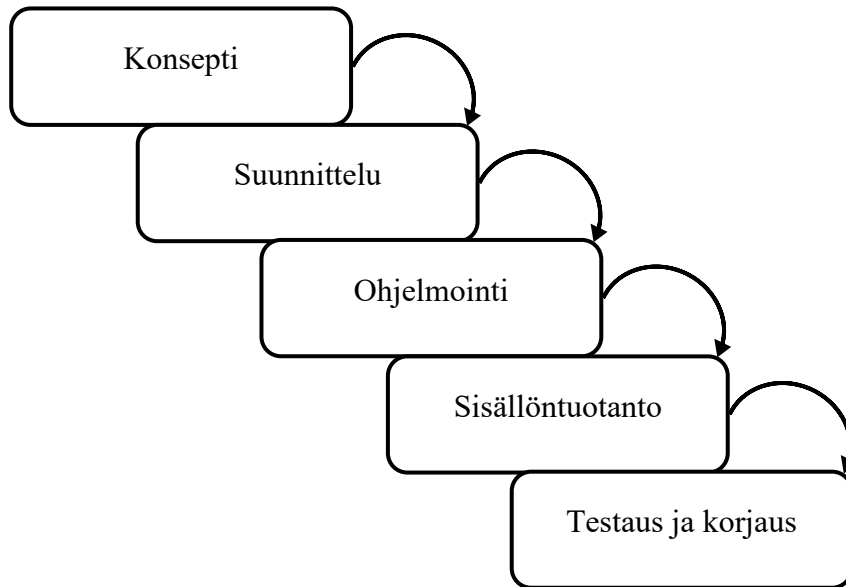 Konsepti
Suunnittelu
Ohjelmointi
Sisällöntuotanto
Testaus ja korjaus